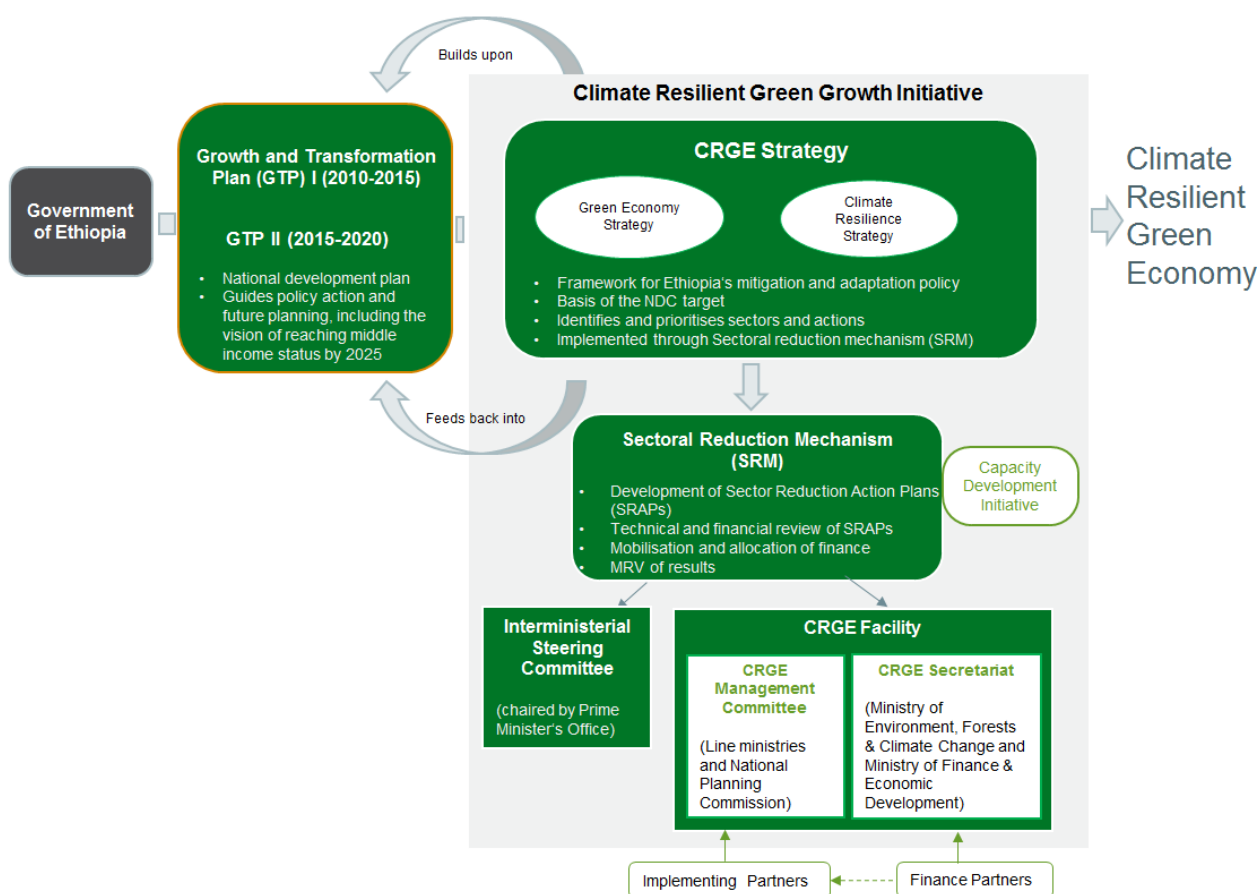 Builds upon
Climate Resilient Green Growth Initiative
Government
of Ethiopia
Growth and Transformation
Plan (GTP) I (2010-2015)
GTP II (2015-2020)
• National development plan
• Guides policy action and
future planning, including the
vision of reaching middle
income status by 2025
CRGE Strategy
Green Economy
Strategy
Climate
Resilience
Strategy
• Framework for Ethiopia's mitigation and adaptation policy
• Basis of the NDC target
• Identifies and prioritises sectors and actions
• Implemented through Sectoral reduction mechanism (SRM)
Climate
Resilient
Green
Economy
Feeds back into
Sectoral Reduction Mechanism
(SRM)
• Development of Sector Reduction Action Plans
(SRAPs)
• Technical and financial review of SRAPs
• Mobilisation and allocation of finance
• MRV of results
Capacity
Development
Initiative
Interministerial
Steering
Committee
(chaired by Prime
Minister's Office)
CRGE Facility
CRGE
Management
Committee
(Line ministries
and National
Planning
Commission)
CRGE Secretariat
(Ministry of
Environment, Forests
& Climate Change and
Ministry of Finance &
Economic
Development)
Implementing Partners
Finance Partners